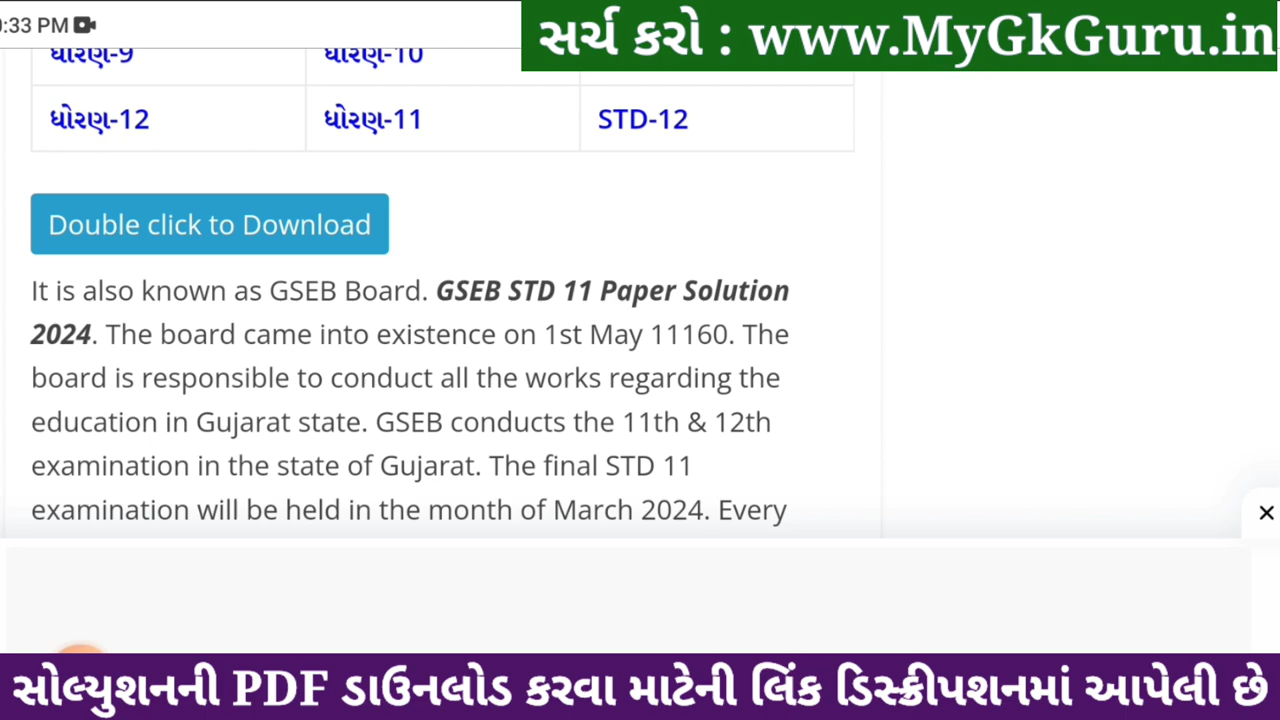 0:33 PM
સર્ચ કરો : www.MyGkGuru.in
ધોરણ-9 ધોરણ-10
ધોરણ-12 ધોરણ-11 STD-12
Double click to Download
It is also known as GSEB Board. GSEB STD 11 Paper Solution
2024. The board came into existence on 1st May 11160. The
board is responsible to conduct all the works regarding the
education in Gujarat state. GSEB conducts the 11th & 12th
examination in the state of Gujarat. The final STD 11
examination will be held in the month of March 2024. Every
સોલ્યુશનની PDF ડાઉનલોડ કરવા માટેની લિંક ડિસ્ક્રીપશનમાં આપેલી છે